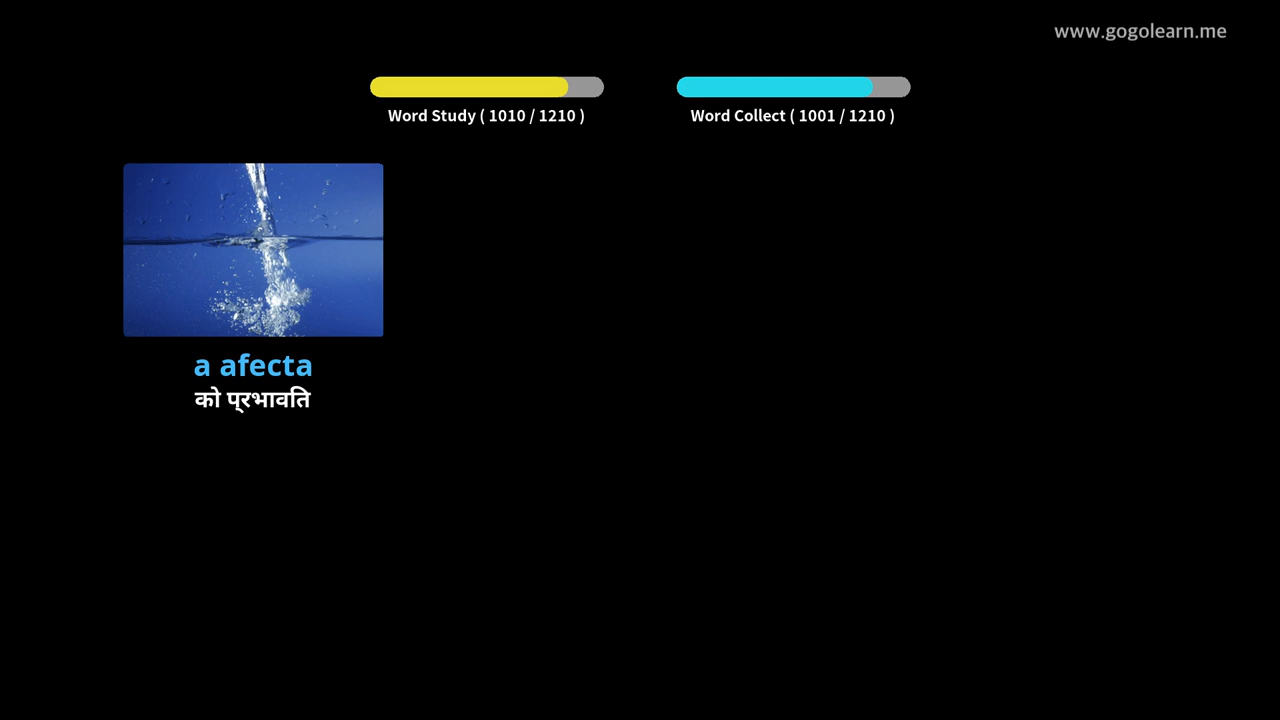 www.gogolearn.me
Word Study ( 1010 / 1210 )
Word Collect ( 1001 / 1210 )
a afecta
को प्रभावति